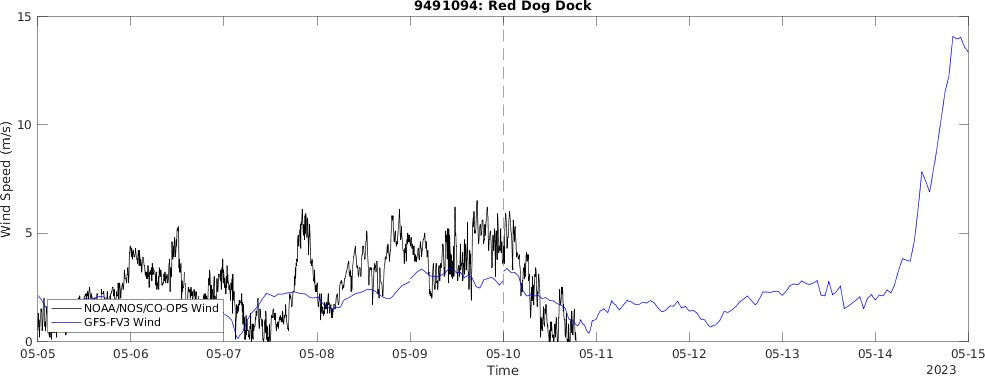 9491094: Red Dog Dock
15
10
5
0
Wind Speed (m/s)
NOAA/NOS/CO-OPS Wind
GFS-FV3 Wind
05-05 05-06 05-07 05-08 05-09 05-10 05-11 05-12 05-13 05-14 05-15
Time
2023